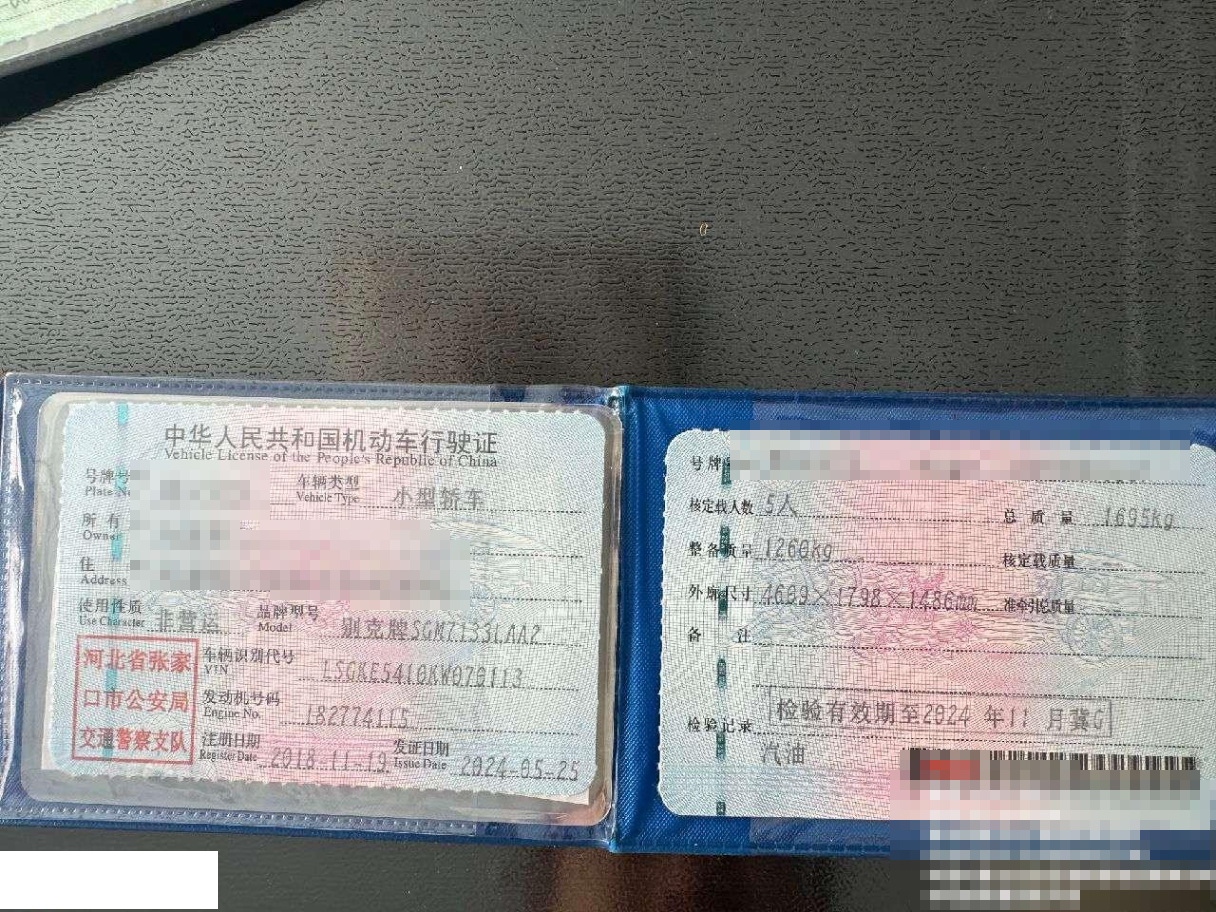 中华人民共和国机动车行驶证
Vehicle License of the People's Republic of China
号牌号
Plate No
车辆类型 小型轿车
Vehicle Type
所有
Owner
住
Address
使用性质 非营运 品牌型号 别克牌SGM7133LAA2
Use Character Model
河北省张家
口市公安局
交通警察支队
车辆识别代号 LSGKE5410KW070113
VIN
发动机号码 182774115
Engine No.
注册日期 2018-11-19 发证日期 2024-05-25
Register Date Issue Date
号牌
核定载人数 5人 总质量 1695kg
整备质量 1260kg 核定载质量
外廓尺寸 4609×1798×1486mm 准牵引总质量
备注
检验记录 检验有效期至2024年11月冀G
汽油